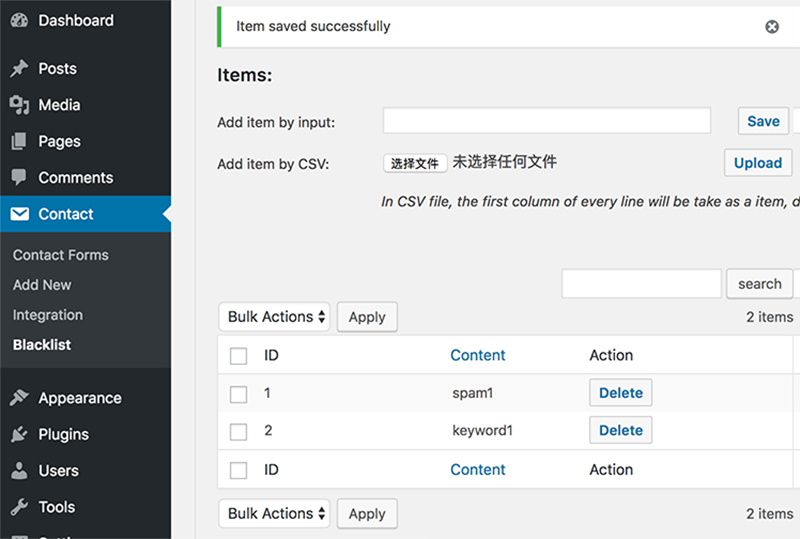 Dashboard
Posts
Media
Pages
Comments
Contact
Contact Forms
Add New
Integration
Blacklist
Appearance
Plugins
Users
Tools
Item saved successfully
Items:
Add item by input:
Save
Add item by CSV:
选择文件 未选择任何文件
Upload
In CSV file, the first column of every line will be take as a item, d
search
Bulk Actions Apply
2 items
ID Content Action
1 spam1 Delete
2 keyword1 Delete
ID Content Action
Bulk Actions Apply
2 items